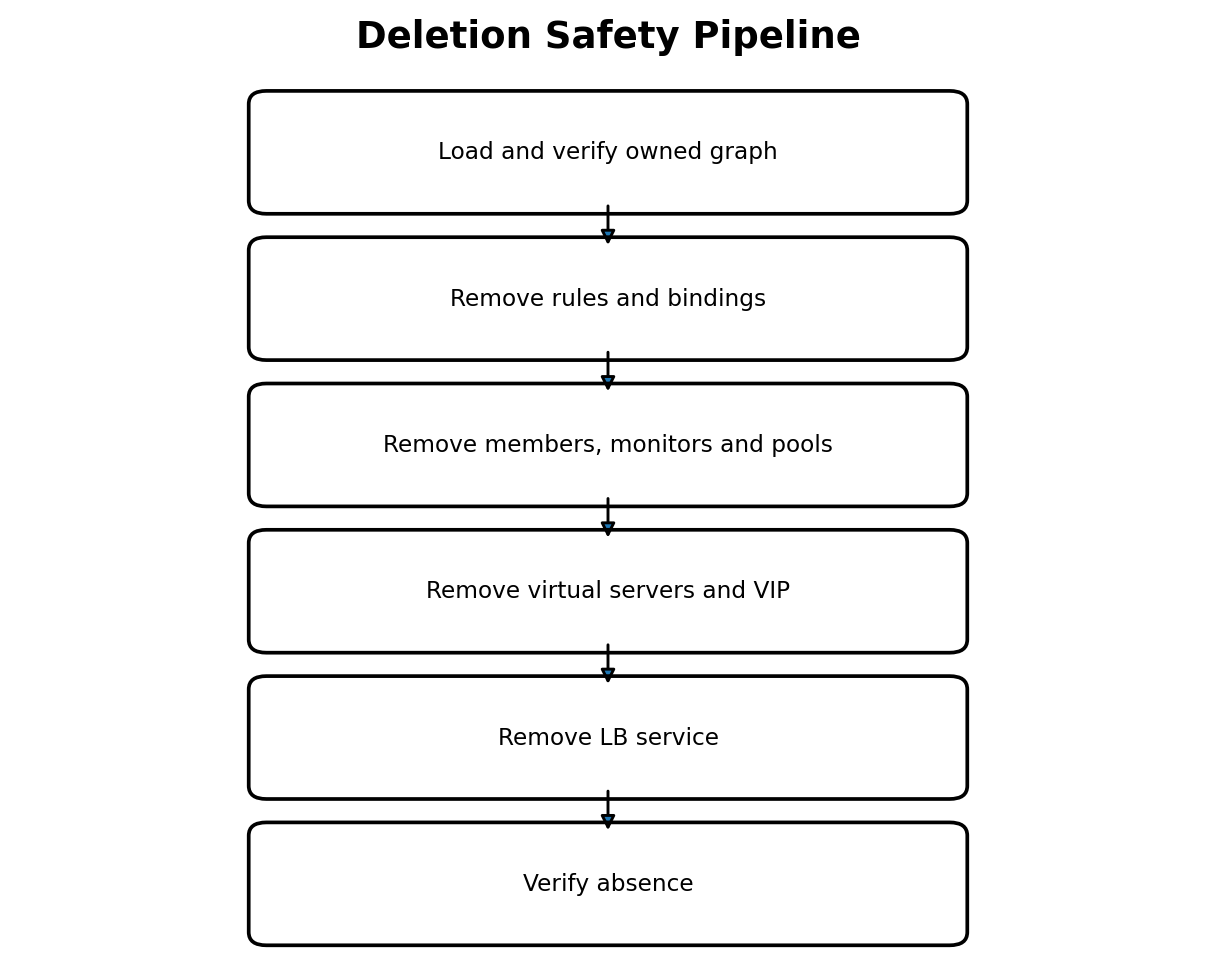 Deletion Safety Pipeline
Load and verify owned graph
Remove rules and bindings
Remove members, monitors and pools
Remove virtual servers and VIP
Remove LB service
Verify absence